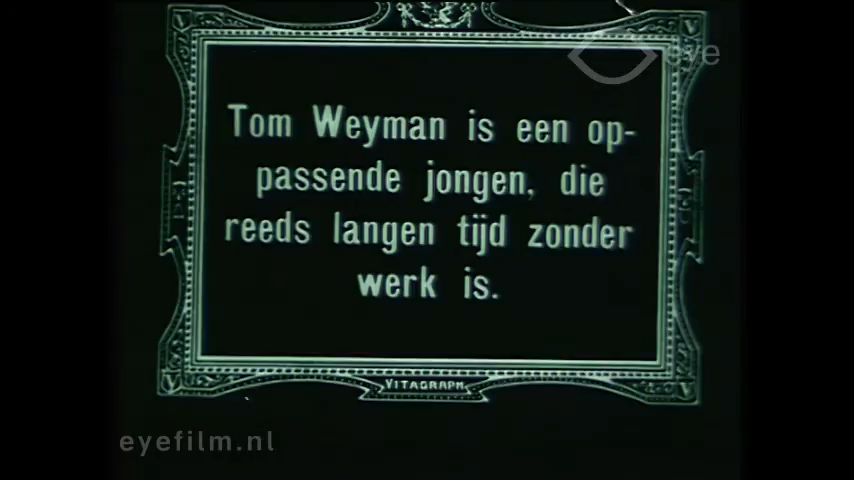 eye
Tom Weyman is een op-
passende jongen, die
reeds langen tijd zonder
werk is.
VITAGRAPH
eyefilm.nl